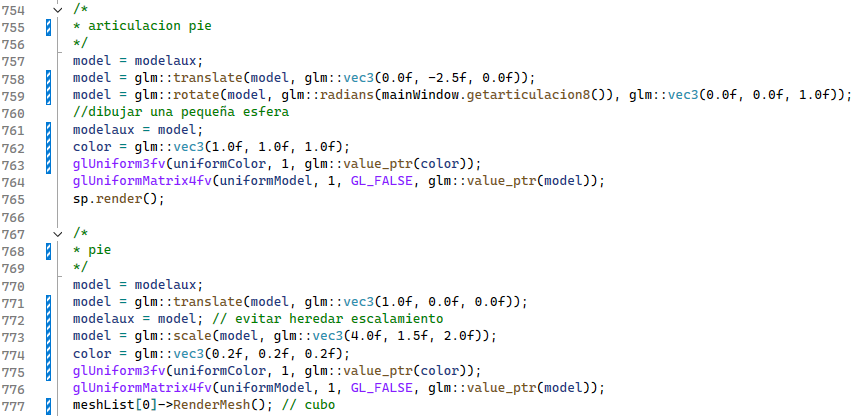 754 /*
755 * articulacion pie
756 */
757 model = modelaux;
758 model = glm::translate(model, glm::vec3(0.0f, -2.5f, 0.0f));
759 model = glm::rotate(model, glm::radians(mainWindow.getarticulacion8()), glm::vec3(0.0f, 0.0f, 1.0f));
760 //dibujar una pequeña esfera
761 modelaux = model;
762 color = glm::vec3(1.0f, 1.0f, 1.0f);
763 glUniform3fv(uniformColor, 1, glm::value_ptr(color));
764 glUniformMatrix4fv(uniformModel, 1, GL_FALSE, glm::value_ptr(model));
765 sp.render();
766
767 /*
768 * pie
769 */
770 model = modelaux;
771 model = glm::translate(model, glm::vec3(1.0f, 0.0f, 0.0f));
772 modelaux = model; // evitar heredar escalamiento
773 model = glm::scale(model, glm::vec3(4.0f, 1.5f, 2.0f));
774 color = glm::vec3(0.2f, 0.2f, 0.2f);
775 glUniform3fv(uniformColor, 1, glm::value_ptr(color));
776 glUniformMatrix4fv(uniformModel, 1, GL_FALSE, glm::value_ptr(model));
777 meshList[0]->RenderMesh(); // cubo